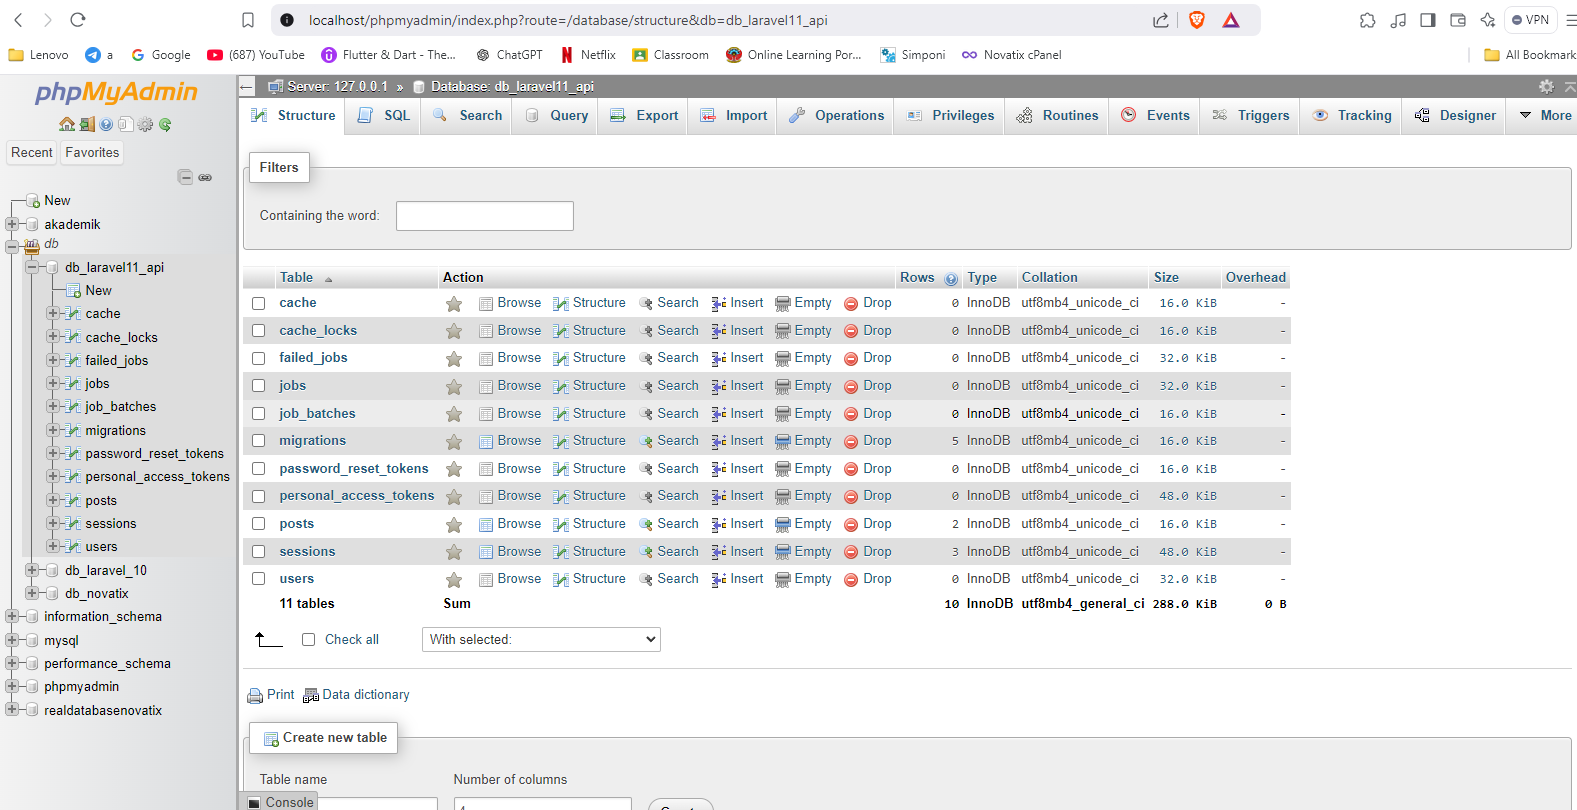 localhost/phpmyadmin/index.php?route=/database/structure&db=db_laravel11_api
VPN
Lenovo a Google (687) YouTube Flutter & Dart - The... ChatGPT Netflix Classroom Online Learning Por... Simponi Novatix cPanel All Bookmark
phpMyAdmin
Recent Favorites
New
akademik
db
db_laravel11_api
New
cache
cache_locks
failed_jobs
jobs
job_batches
migrations
password_reset_tokens
personal_access_tokens
posts
sessions
users
db_laravel_10
db_novatix
information_schema
mysql
performance_schema
phpmyadmin
realdatabasenovatix
Server: 127.0.0.1 » Database: db_laravel11_api
Structure SQL Search Query Export Import Operations Privileges Routines Events Triggers Tracking Designer More
Filters
Containing the word:
Table Action Rows Type Collation Size Overhead
cache Browse Structure Search Insert Empty Drop 0 InnoDB utf8mb4_unicode_ci 16.0 KiB -
cache_locks Browse Structure Search Insert Empty Drop 0 InnoDB utf8mb4_unicode_ci 16.0 KiB -
failed_jobs Browse Structure Search Insert Empty Drop 0 InnoDB utf8mb4_unicode_ci 32.0 KiB -
jobs Browse Structure Search Insert Empty Drop 0 InnoDB utf8mb4_unicode_ci 32.0 KiB -
job_batches Browse Structure Search Insert Empty Drop 0 InnoDB utf8mb4_unicode_ci 16.0 KiB -
migrations Browse Structure Search Insert Empty Drop 5 InnoDB utf8mb4_unicode_ci 16.0 KiB -
password_reset_tokens Browse Structure Search Insert Empty Drop 0 InnoDB utf8mb4_unicode_ci 16.0 KiB -
personal_access_tokens Browse Structure Search Insert Empty Drop 0 InnoDB utf8mb4_unicode_ci 48.0 KiB -
posts Browse Structure Search Insert Empty Drop 2 InnoDB utf8mb4_unicode_ci 16.0 KiB -
sessions Browse Structure Search Insert Empty Drop 3 InnoDB utf8mb4_unicode_ci 48.0 KiB -
users Browse Structure Search Insert Empty Drop 0 InnoDB utf8mb4_unicode_ci 32.0 KiB -
11 tables Sum 10 InnoDB utf8mb4_general_ci 288.0 KiB 0 B
Check all With selected:
Print Data dictionary
Create new table
Table name Number of columns
Console